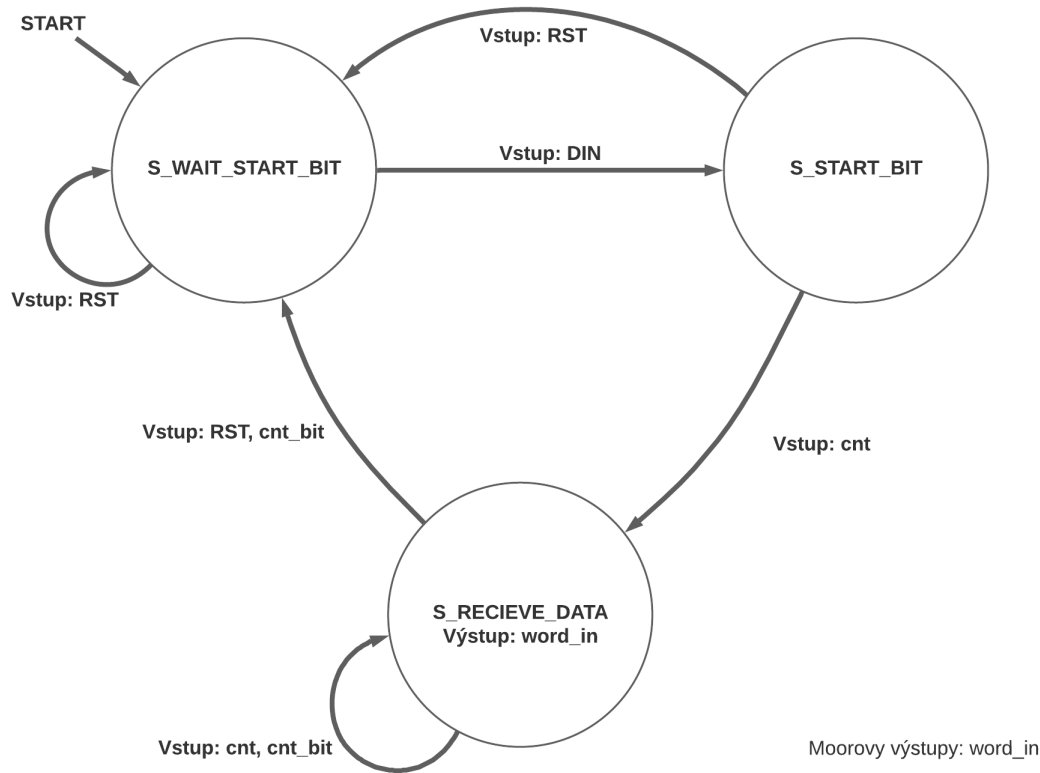 START
Vstup: RST
Vstup: DIN
S_WAIT_START_BIT
S_START_BIT
Vstup: RST
Vstup: RST, cnt_bit
Vstup: cnt
S_RECIEVE_DATA
Výstup: word_in
Vstup: cnt, cnt_bit
Moorovy výstupy: word_in